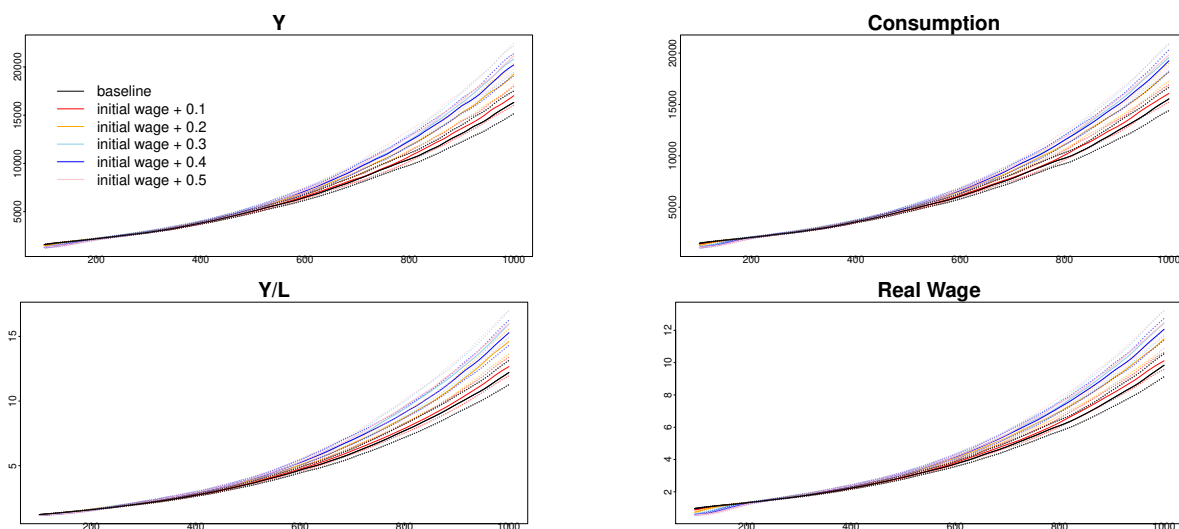 Y
20000
15000
10000
5000
baseline
initial wage + 0.1
initial wage + 0.2
initial wage + 0.3
initial wage + 0.4
initial wage + 0.5
200 400 600 800 1000
Consumption
20000
15000
10000
5000
200 400 600 800 1000
Y/L
15
10
5
200 400 600 800 1000
Real Wage
12
10
8
6
4
2
200 400 600 800 1000